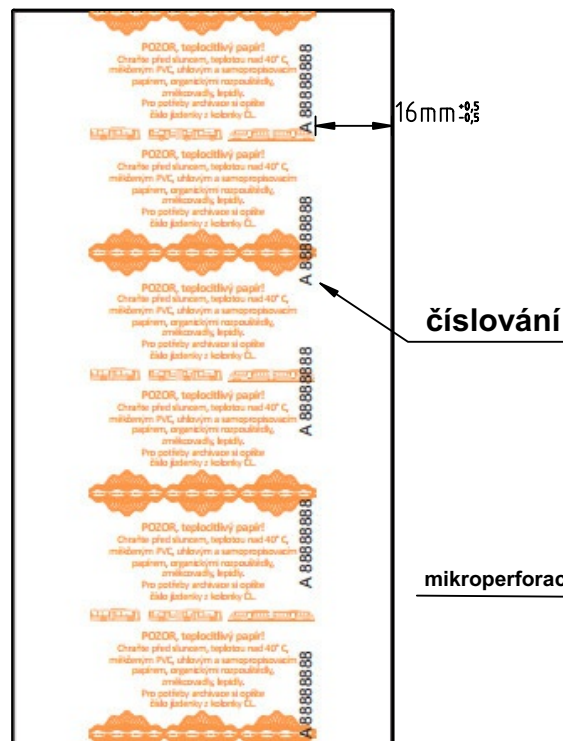 POZOR, teplocitlivý papír!
Chraňte před sluncem, teplotou nad 40° C,
měkčeným PVC, uhlovým a samopropisovacím
papírem, organickými rozpouštědly,
změkčovadly, lepidly.
Pro potřeby archivace si opište
číslo jízdenky z kolonky ČL.
A 88888888
16mm +0,5 -0,5
POZOR, teplocitlivý papír!
Chraňte před sluncem, teplotou nad 40° C,
měkčeným PVC, uhlovým a samopropisovacím
papírem, organickými rozpouštědly,
změkčovadly, lepidly.
Pro potřeby archivace si opište
číslo jízdenky z kolonky ČL.
A 88888888
číslování
POZOR, teplocitlivý papír!
Chraňte před sluncem, teplotou nad 40° C,
měkčeným PVC, uhlovým a samopropisovacím
papírem, organickými rozpouštědly,
změkčovadly, lepidly.
Pro potřeby archivace si opište
číslo jízdenky z kolonky ČL.
A 88888888
POZOR, teplocitlivý papír!
Chraňte před sluncem, teplotou nad 40° C,
měkčeným PVC, uhlovým a samopropisovacím
papírem, organickými rozpouštědly,
změkčovadly, lepidly.
Pro potřeby archivace si opište
číslo jízdenky z kolonky ČL.
A 88888888
POZOR, teplocitlivý papír!
Chraňte před sluncem, teplotou nad 40° C,
měkčeným PVC, uhlovým a samopropisovacím
papírem, organickými rozpouštědly,
změkčovadly, lepidly.
Pro potřeby archivace si opište
číslo jízdenky z kolonky ČL.
mikroperforac
POZOR, teplocitlivý papír!
Chraňte před sluncem, teplotou nad 40° C,
měkčeným PVC, uhlovým a samopropisovacím
papírem, organickými rozpouštědly,
změkčovadly, lepidly.
Pro potřeby archivace si opište
číslo jízdenky z kolonky ČL.
A 88888888